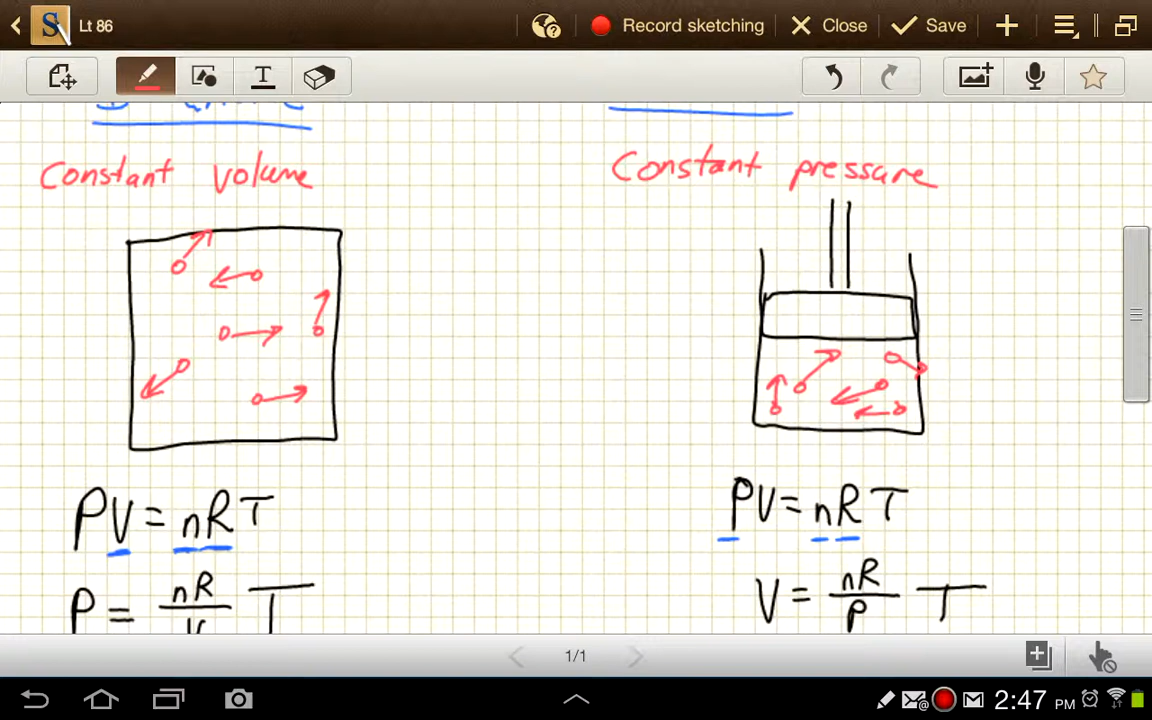 S Lt 86 Record sketching Close Save
T
Constant volume
Constant pressure
PV = nRT
P = nR/V T
PV = nRT
V = nR/P T
1/1
2:47 PM